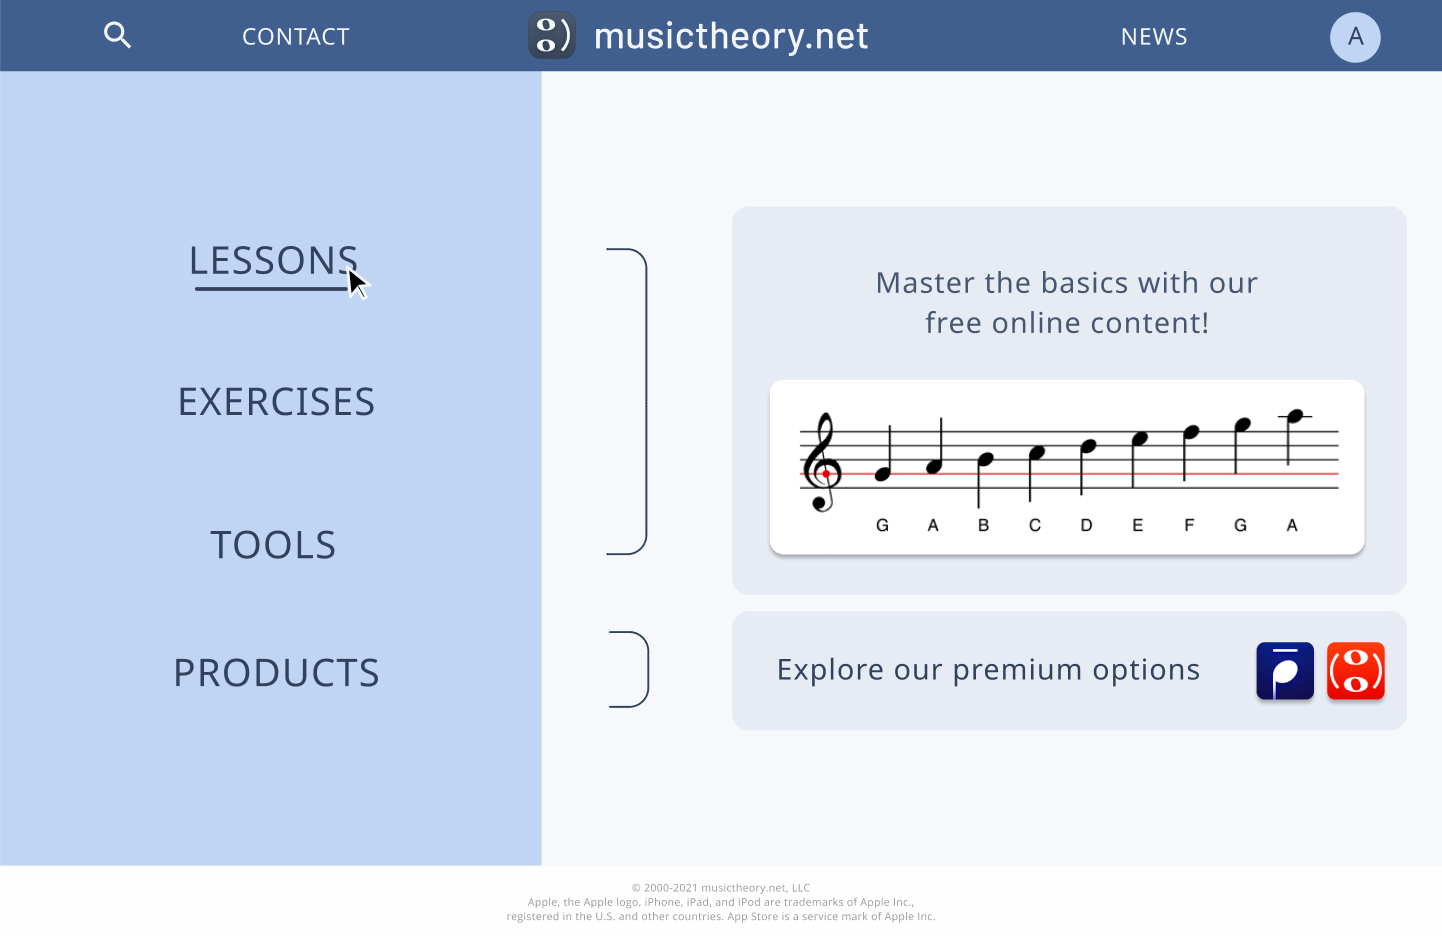 CONTACT
musictheory.net
NEWS
A
LESSONS
EXERCISES
TOOLS
PRODUCTS
Master the basics with our
free online content!
G A B C D E F G A
Explore our premium options
© 2000-2021 musictheory.net, LLC
Apple, the Apple logo, iPhone, iPad, and iPod are trademarks of Apple Inc.,
registered in the U.S. and other countries. App Store is a service mark of Apple Inc.